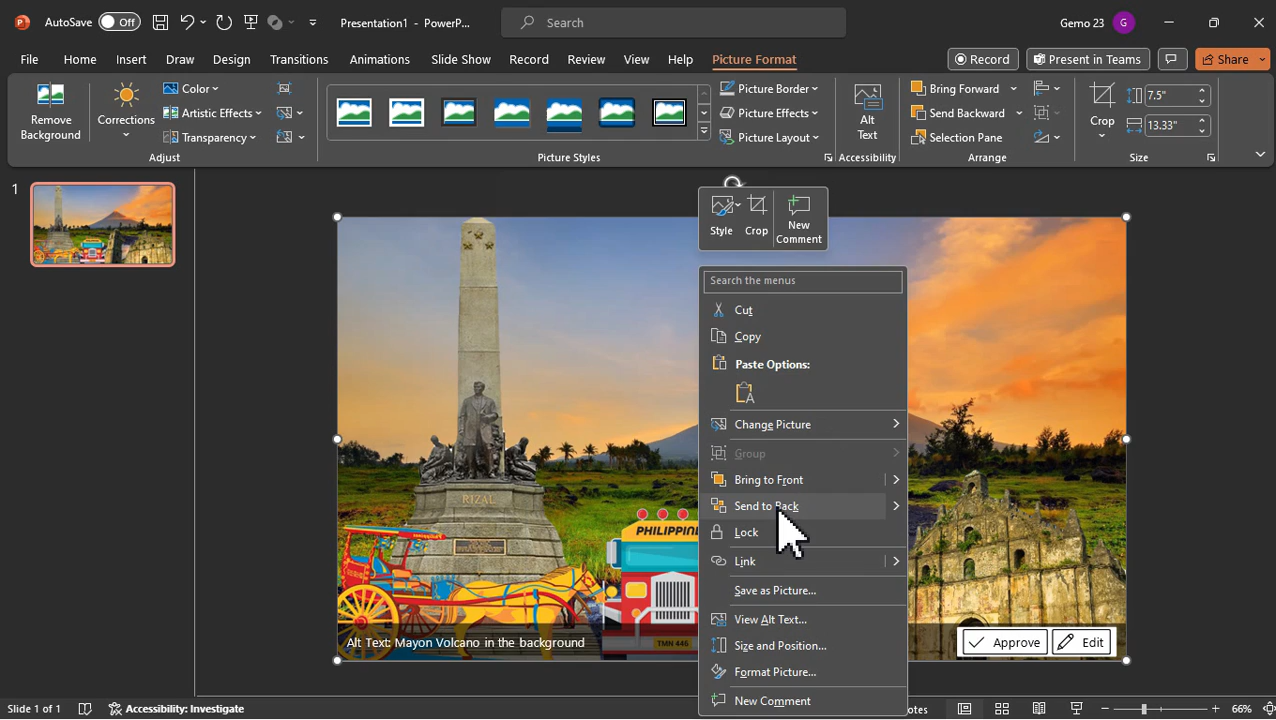 AutoSave
Off
Presentation1 - PowerP...
Search
Gemo 23
G
File
Home
Insert
Draw
Design
Transitions
Animations
Slide Show
Record
Review
View
Help
Picture Format
Record
Present in Teams
Share
Remove
Background
Corrections
Color
Artistic Effects
Transparency
Adjust
Picture Styles
Picture Border
Picture Effects
Picture Layout
Alt
Text
Accessibility
Bring Forward
Send Backward
Selection Pane
Arrange
Crop
7.5"
13.33"
Size
1
Style
Crop
New
Comment
Search the menus
Cut
Copy
Paste Options:
Change Picture
Group
Bring to Front
Send to Back
Lock
Link
Save as Picture...
View Alt Text...
Size and Position...
Format Picture...
New Comment
RIZAL
PHILIPPINE
TMN 446
Alt Text: Mayon Volcano in the background
Approve
Edit
Slide 1 of 1
Accessibility: Investigate
otes
66%